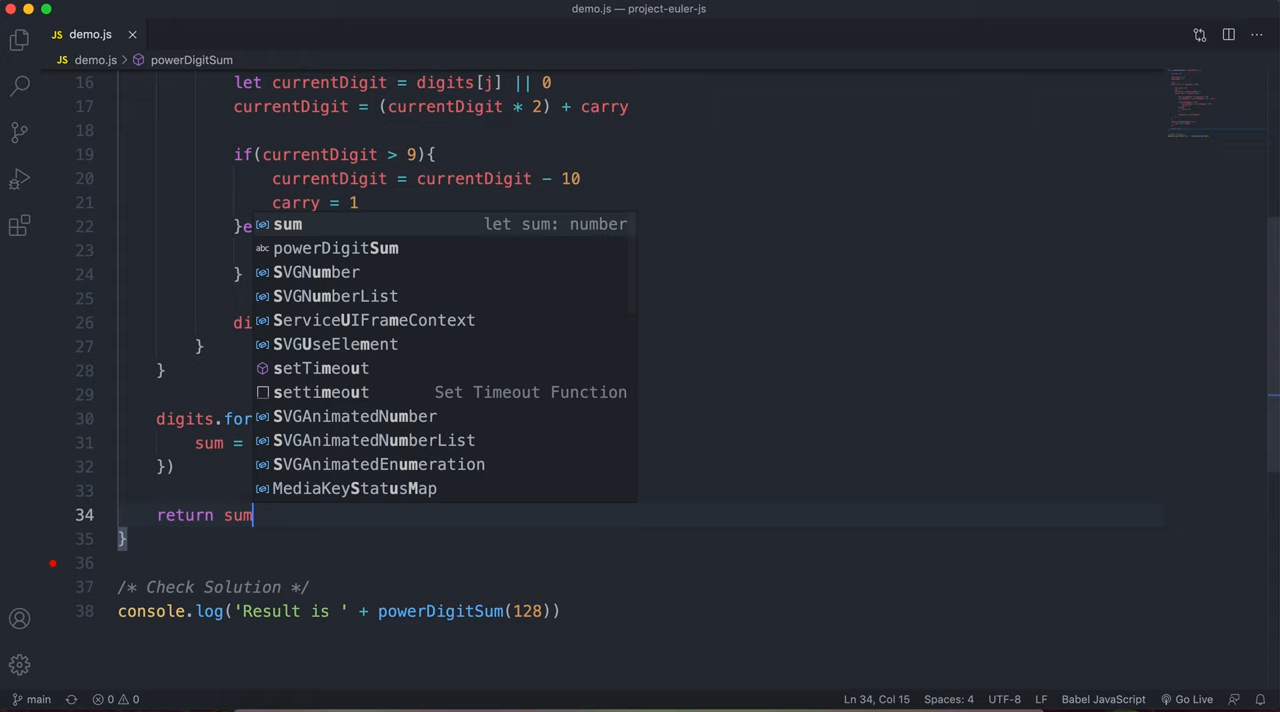 demo.js — project-euler-js
JS demo.js
JS demo.js > powerDigitSum
16 let currentDigit = digits[j] || 0
17 currentDigit = (currentDigit * 2) + carry
18
19 if(currentDigit > 9){
20 currentDigit = currentDigit - 10
21 carry = 1
22 }e
sum let sum: number
23
abc powerDigitSum
24 }
SVGNumber
25
SVGNumberList
26 di
ServiceUIFrameContext
27 }
SVGUseElement
28 }
setTimeout
29
settimeout Set Timeout Function
30 digits.for
SVGAnimatedNumber
31 sum =
SVGAnimatedNumberList
32 })
SVGAnimatedEnumeration
33
MediaKeyStatusMap
34 return sum
35 }
36
37 /* Check Solution */
38 console.log('Result is ' + powerDigitSum(128))
main 0 0 Ln 34, Col 15 Spaces: 4 UTF-8 LF Babel JavaScript Go Live